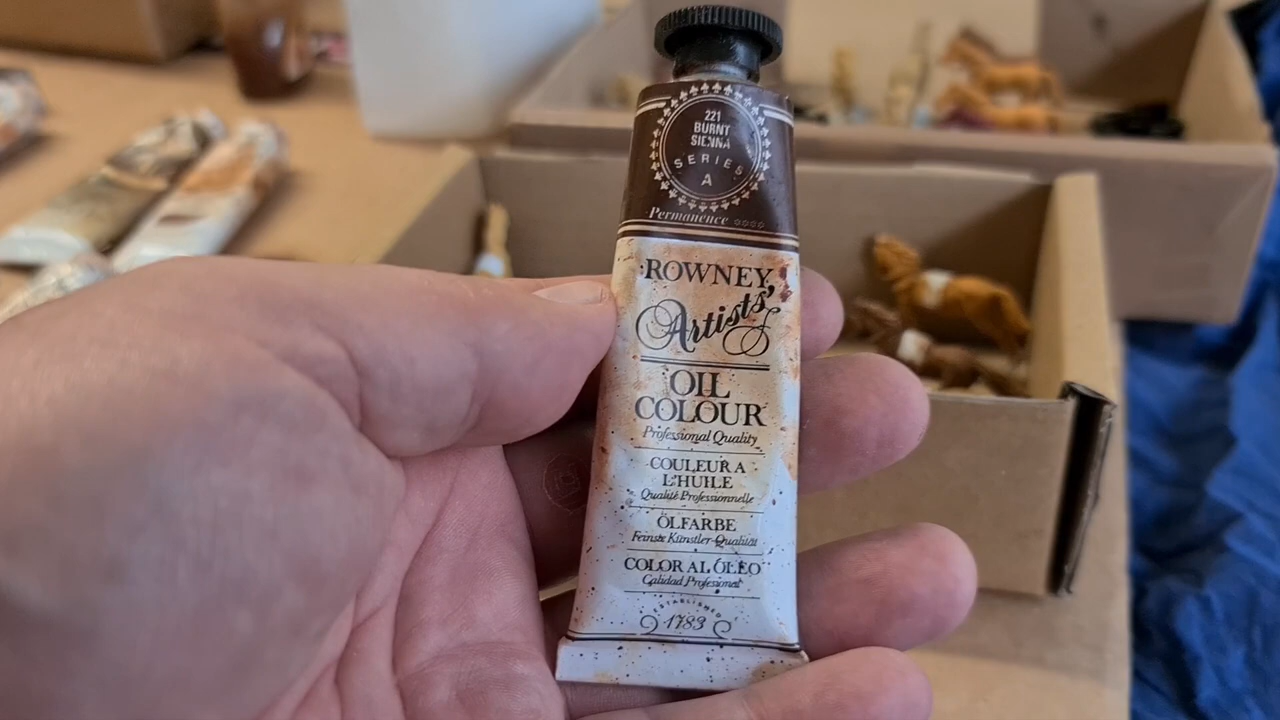 221
BURNT
SIENNA
SERIES
A
Permanence
ROWNEY
Artists'
OIL
COLOUR
Professional Quality
COULEUR A
L'HUILE
Qualité Professionnelle
ÖLFARBE
Feinste Künstler-Qualität
COLOR AL ÓLEO
Calidad Profesional
ESTABLISHED
1783